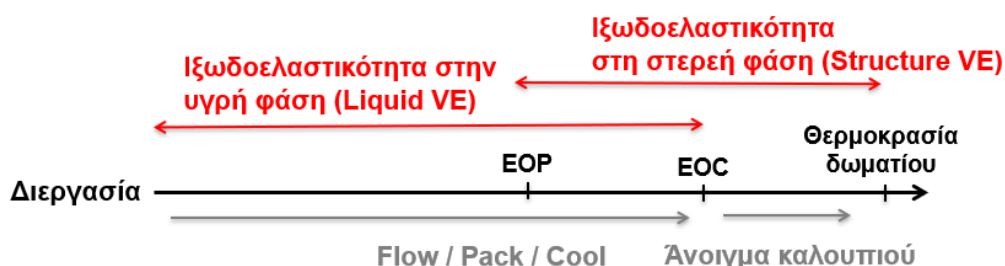 Ιξωδοελαστικότητα στην
υγρή φάση (Liquid VE)
Ιξωδοελαστικότητα
στη στερεή φάση (Structure VE)
Διεργασία
EOP
EOC
Θερμοκρασία
δωματίου
Flow / Pack / Cool
Άνοιγμα καλουπιού